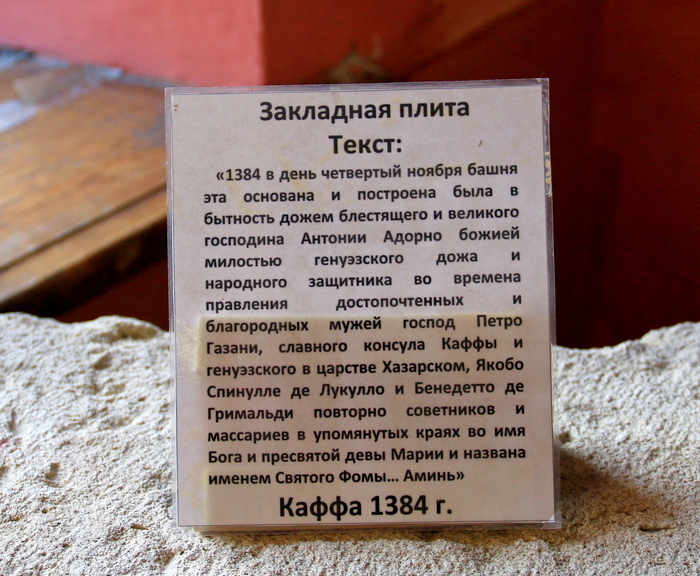 Закладная плита
Текст:
«1384 в день четвертый ноября башня
эта основана и построена была в
бытность дожем блестящего и великого
господина Антонии Адорно божией
милостью генуэзского дожа и
народного защитника во времена
правления достопочтенных и
благородных мужей господ Петро
Газани, славного консула Каффы и
генуэзского в царстве Хазарском, Якобо
Спинулле де Лукулло и Бенедетто де
Гримальди повторно советников и
массариев в упомянутых краях во имя
Бога и пресвятой девы Марии и названа
именем Святого Фомы... Аминь»
Каффа 1384 г.